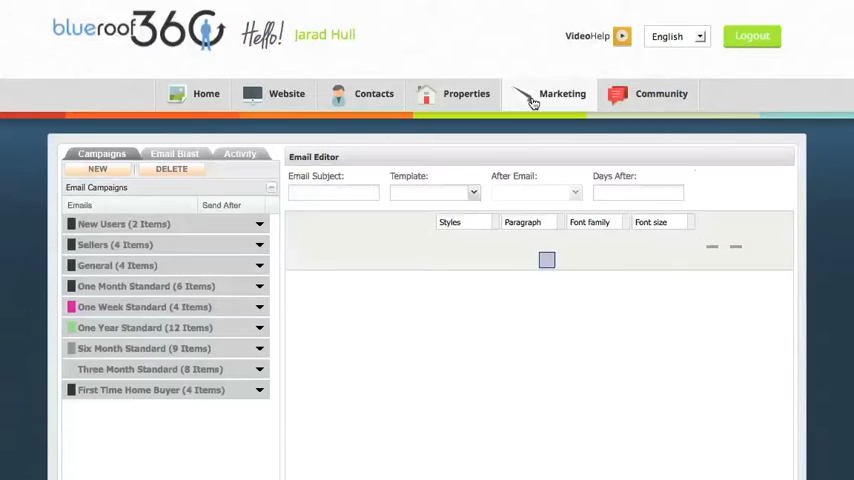 blueroof360
Hello! Jarad Hull
VideoHelp
English
Logout
Home
Website
Contacts
Properties
Marketing
Community
Campaigns
Email Blast
Activity
NEW
DELETE
Email Campaigns
Emails
Send After
New Users (2 Items)
Sellers (4 Items)
General (4 Items)
One Month Standard (6 Items)
One Week Standard (4 Items)
One Year Standard (12 Items)
Six Month Standard (9 Items)
Three Month Standard (8 Items)
First Time Home Buyer (4 Items)
Email Editor
Email Subject:
Template:
After Email:
Days After:
Styles
Paragraph
Font family
Font size